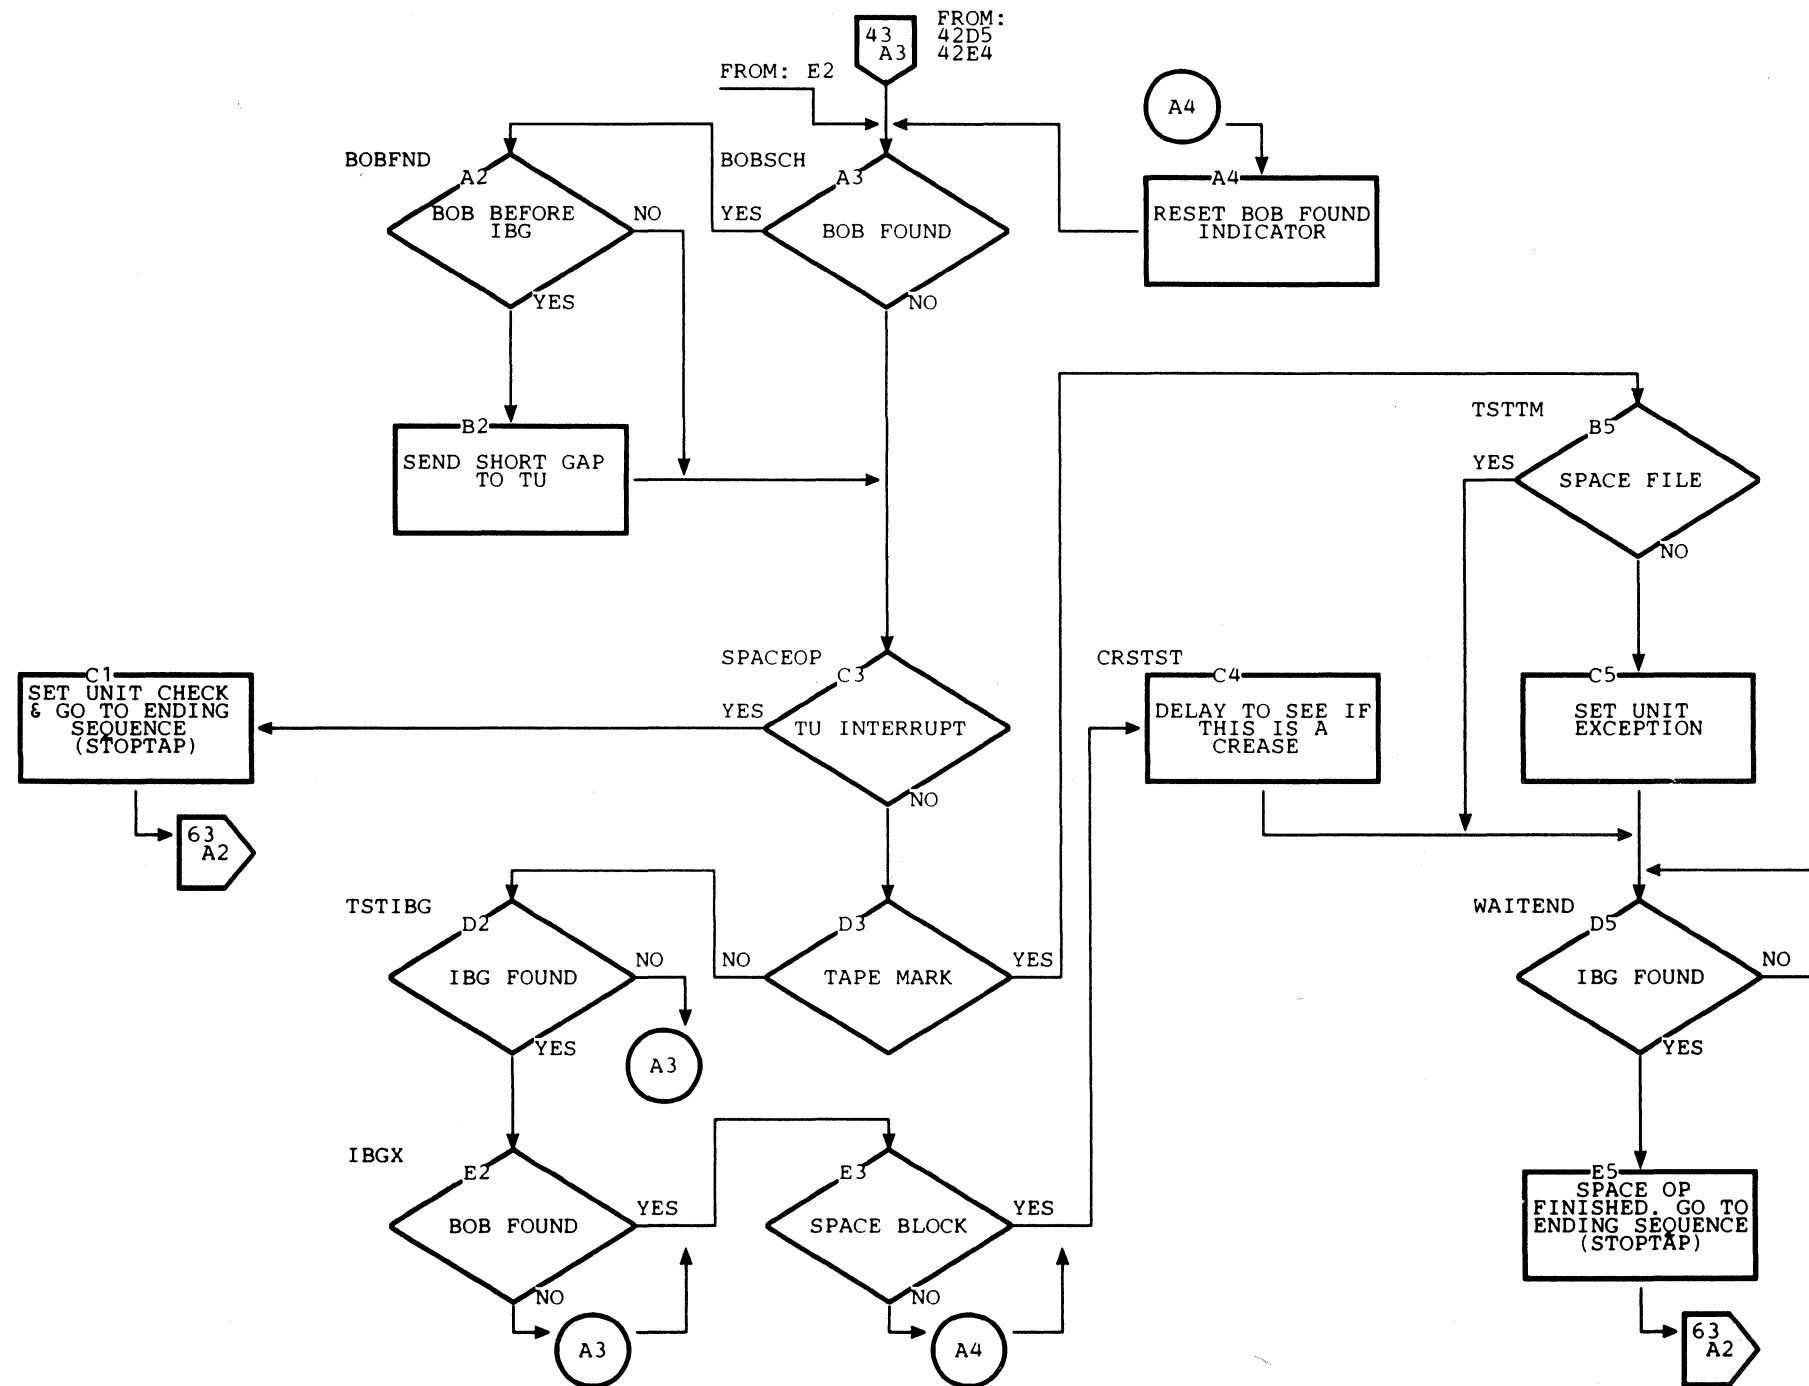 43
A3
FROM:
42D5
42E4
FROM: E2
A4
BOBFND
A2
BOB BEFORE
IBG
NO
YES
BOBSCH
A3
YES
BOB FOUND
NO
A4
RESET BOB FOUND
INDICATOR
B2
SEND SHORT GAP
TO TU
TSTTM
B5
YES
SPACE FILE
NO
C1
SET UNIT CHECK
& GO TO ENDING
SEQUENCE
(STOPTAP)
63
A2
SPACEOP
C3
YES
TU INTERRUPT
NO
CRSTST
C4
DELAY TO SEE IF
THIS IS A
CREASE
C5
SET UNIT
EXCEPTION
TSTIBG
D2
IBG FOUND
NO
YES
A3
D3
NO
TAPE MARK
YES
WAITEND
D5
IBG FOUND
NO
YES
IBGX
E2
BOB FOUND
YES
NO
A3
E3
SPACE BLOCK
YES
NO
A4
E5
SPACE OP
FINISHED. GO TO
ENDING SEQUENCE
(STOPTAP)
63
A2